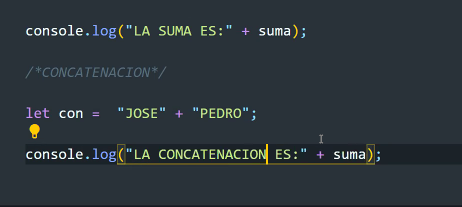 console.log("LA SUMA ES:" + suma);
/*CONCATENACION*/
let con =  "JOSE" + "PEDRO";
console.log("LA CONCATENACION ES:" + suma);